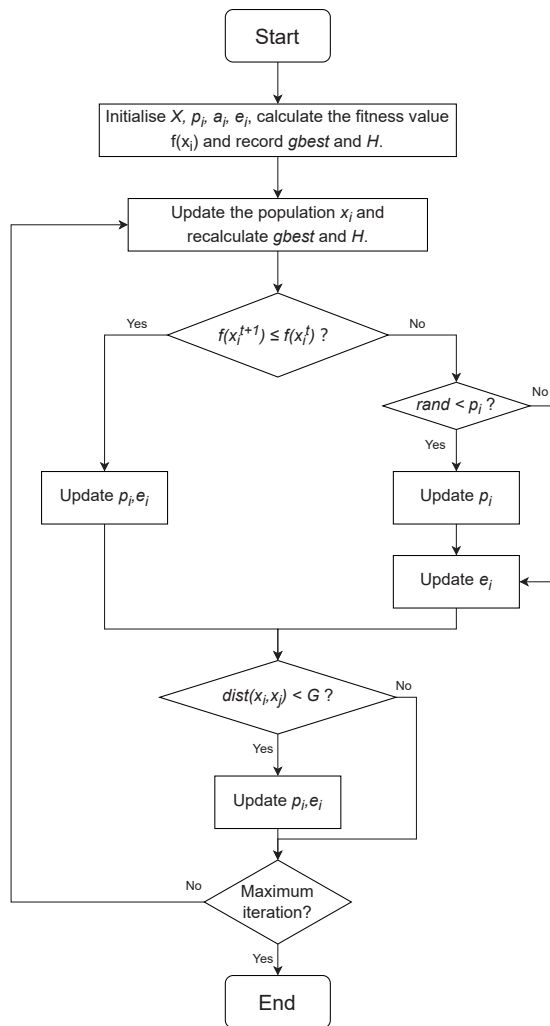 Start
Initialise X, pᵢ, aᵢ, eᵢ, calculate the fitness value
f(xᵢ) and record gbest and H.
Update the population xᵢ and
recalculate gbest and H.
Yes
f(xᵢᵗ⁺¹) ≤ f(xᵢᵗ) ?
No
rand < pᵢ ?
No
Yes
Update pᵢ,eᵢ
Update pᵢ
Update eᵢ
dist(xᵢ,xⱼ) < G ?
No
Yes
Update pᵢ,eᵢ
No
Maximum
iteration?
Yes
End